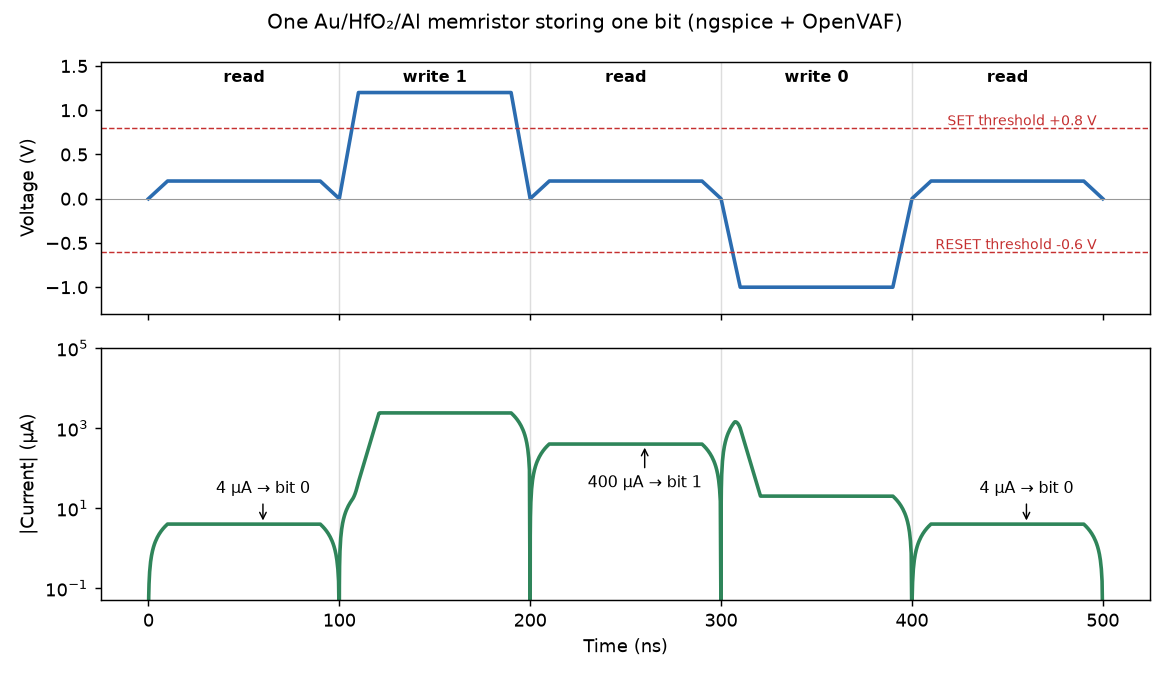 One Au/HfO₂/Al memristor storing one bit (ngspice + OpenVAF)
read
write 1
read
write 0
read
1.5
1.0
0.5
0.0
−0.5
−1.0
Voltage (V)
SET threshold +0.8 V
RESET threshold -0.6 V
10⁵
10³
10¹
10⁻¹
|Current| (µA)
4 µA → bit 0
400 µA → bit 1
4 µA → bit 0
0
100
200
300
400
500
Time (ns)